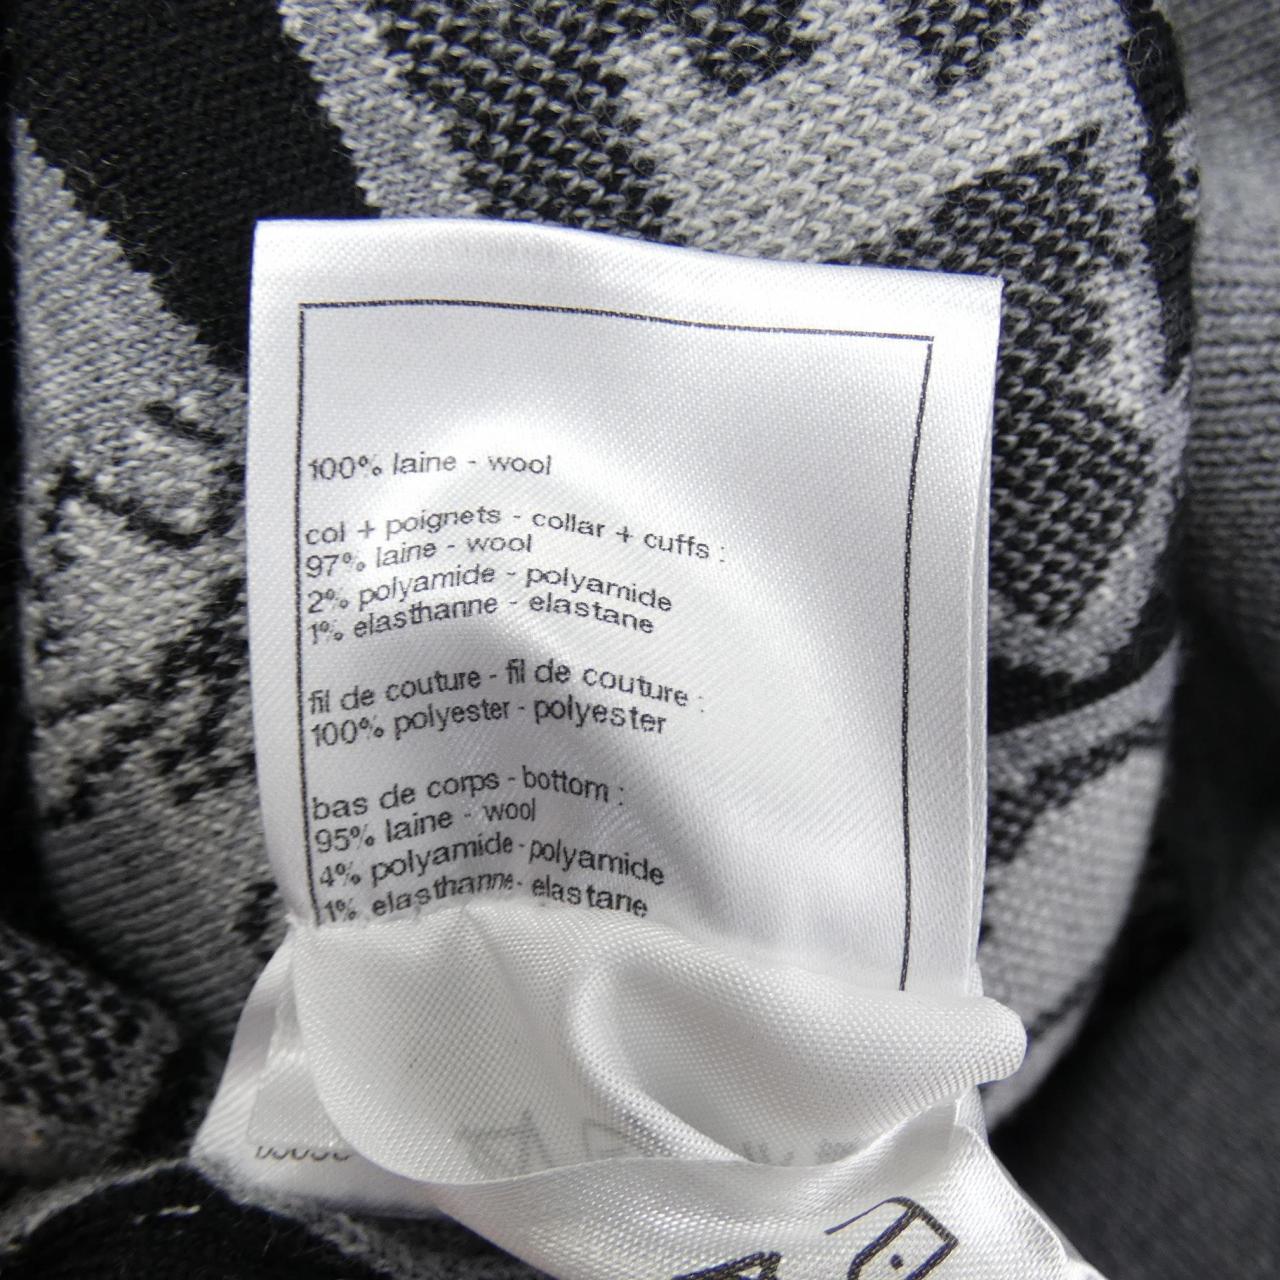 100% laine - wool
col + poignets - collar + cuffs :
97% laine - wool
2% polyamide - polyamide
1% elasthanne - elastane
fil de couture - fil de couture :
100% polyester - polyester
bas de corps - bottom :
95% laine - wool
4% polyamide - polyamide
1% elasthanne - elastane